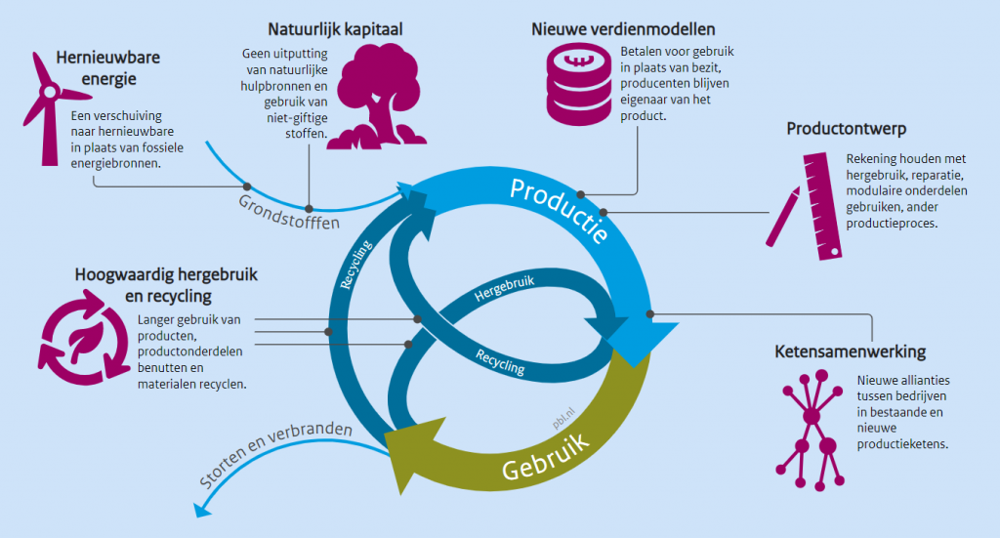 Natuurlijk kapitaal
Geen uitputting
van natuurlijke
hulpbronnen en
gebruik van
niet-giftige
stoffen.
Nieuwe verdienmodellen
Betalen voor gebruik
in plaats van bezit,
producenten blijven
eigenaar van het
product.
Hernieuwbare
energie
Een verschuiving
naar hernieuwbare
in plaats van fossiele
energiebronnen.
Productontwerp
Rekening houden met
hergebruik, reparatie,
modulaire onderdelen
gebruiken, ander
productieproces.
Grondstofffen
Productie
Recycling
Hergebruik
Recycling
Hoogwaardig hergebruik
en recycling
Langer gebruik van
producten,
productonderdelen
benutten en
materialen recyclen.
Ketensamenwerking
Nieuwe allianties
tussen bedrijven
in bestaande en
nieuwe
productieketens.
pbl.nl
Gebruik
Storten en verbranden